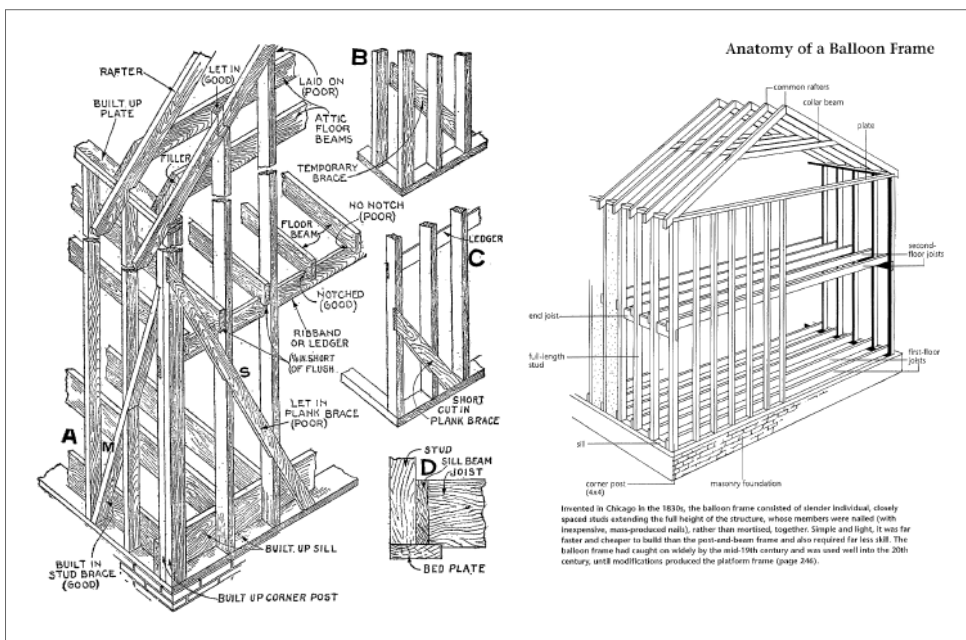 RAFTER
LET IN
(GOOD)
LAID ON
(POOR)
BUILT UP
PLATE
ATTIC
FLOOR
BEAMS
FILLER
NO NOTCH
(POOR)
FLOOR
BEAM
NOTCHED
(GOOD)
RIBBAND
OR LEDGER
SHORT
OF FLUSH
S
LET IN
PLANK BRACE
(POOR)
A
M
BUILT UP SILL
BUILT IN
STUD BRACE
(GOOD)
BUILT UP CORNER POST
B
TEMPORARY
BRACE
LEDGER
C
SHORT
CUT IN
PLANK BRACE
STUD
D
SILL BEAM
JOIST
BED PLATE
Anatomy of a Balloon Frame
common rafters
collar beam
plate
second-
floor joists
end joist
full-length
stud
first-floor
joists
sill
corner post
(4x4)
masonry foundation
Invented in Chicago in the 1830s, the balloon frame consisted of slender individual, closely
spaced studs extending the full height of the structure, whose members were nailed (with
inexpensive, mass-produced nails), rather than mortised, together. Simple and light, it was far
faster and cheaper to build than the post-and-beam frame and also required far less skill. The
balloon frame had caught on widely by the mid-19th century and was used well into the 20th
century, until modifications produced the platform frame (page 246).